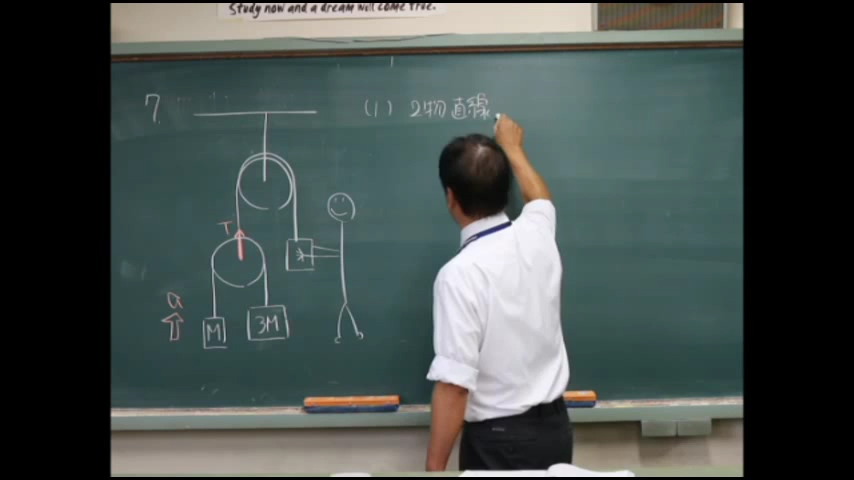 Study now and a dream will come true.
7.
(1) 2物直線
T
a
M
3M